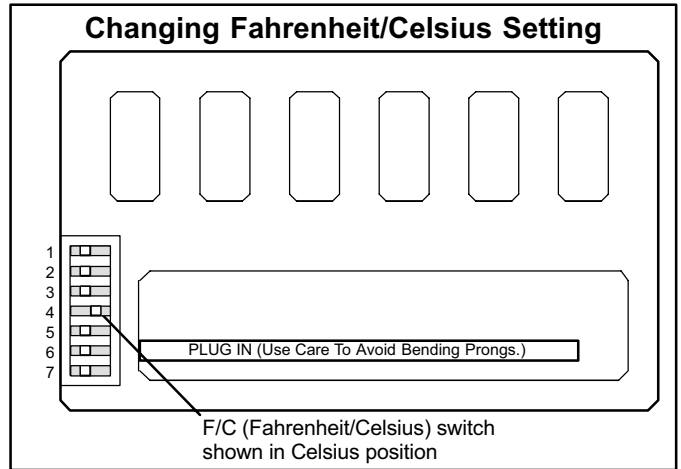 Changing Fahrenheit/Celsius Setting
1
2
3
4
5
6
7
PLUG IN (Use Care To Avoid Bending Prongs.)
F/C (Fahrenheit/Celsius) switch
shown in Celsius position